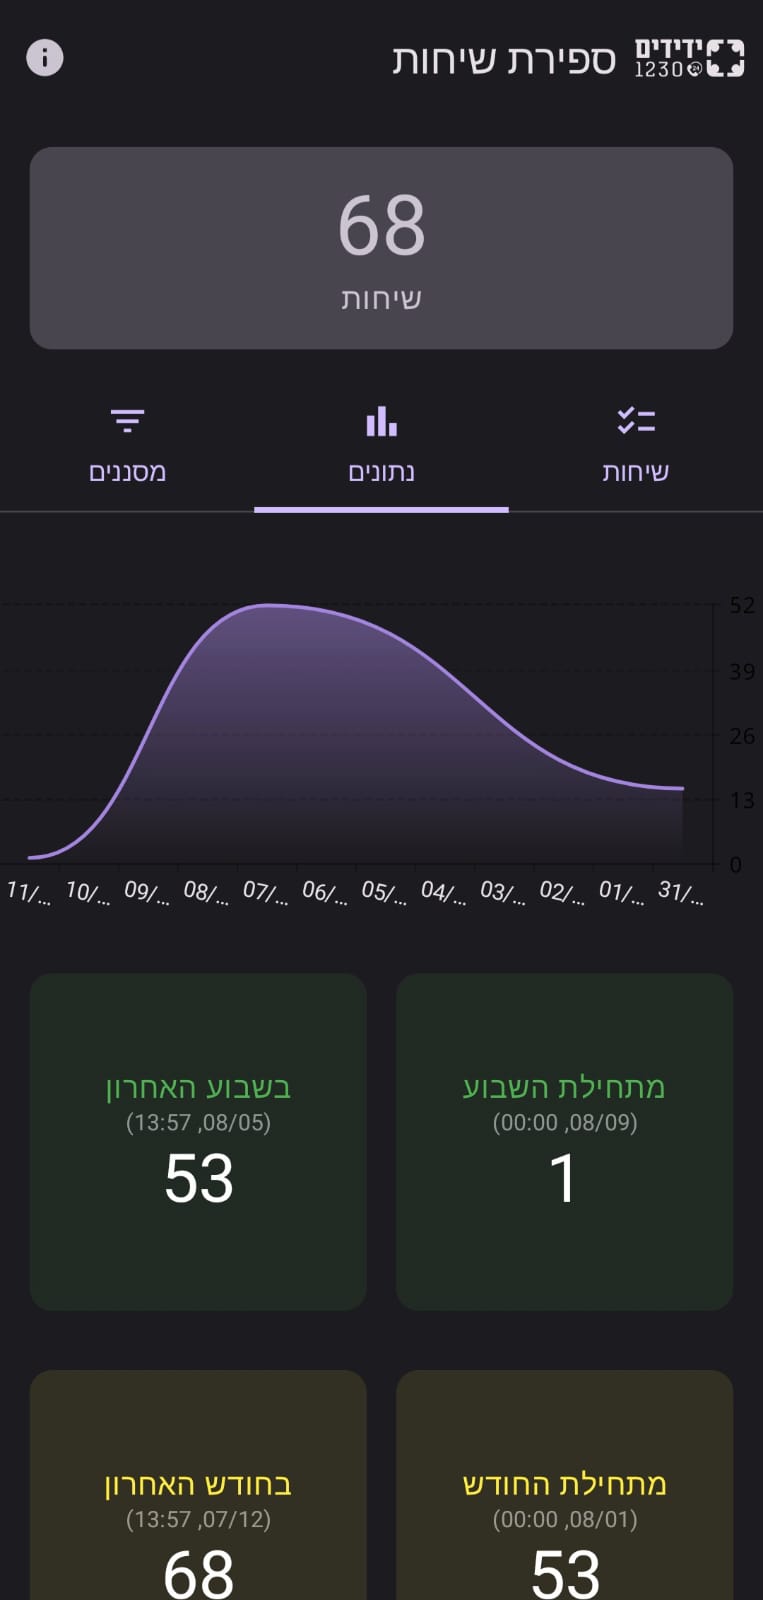 ידידים
1230
ספירת שיחות
68
שיחות
שיחות
נתונים
מסננים
52
39
26
13
0
11/...
10/...
09/...
08/...
07/...
06/...
05/...
04/...
03/...
02/...
01/...
31/...
מתחילת השבוע
(08/09, 00:00)
1
בשבוע האחרון
(08/05, 13:57)
53
מתחילת החודש
(08/01, 00:00)
53
בחודש האחרון
(07/12, 13:57)
68